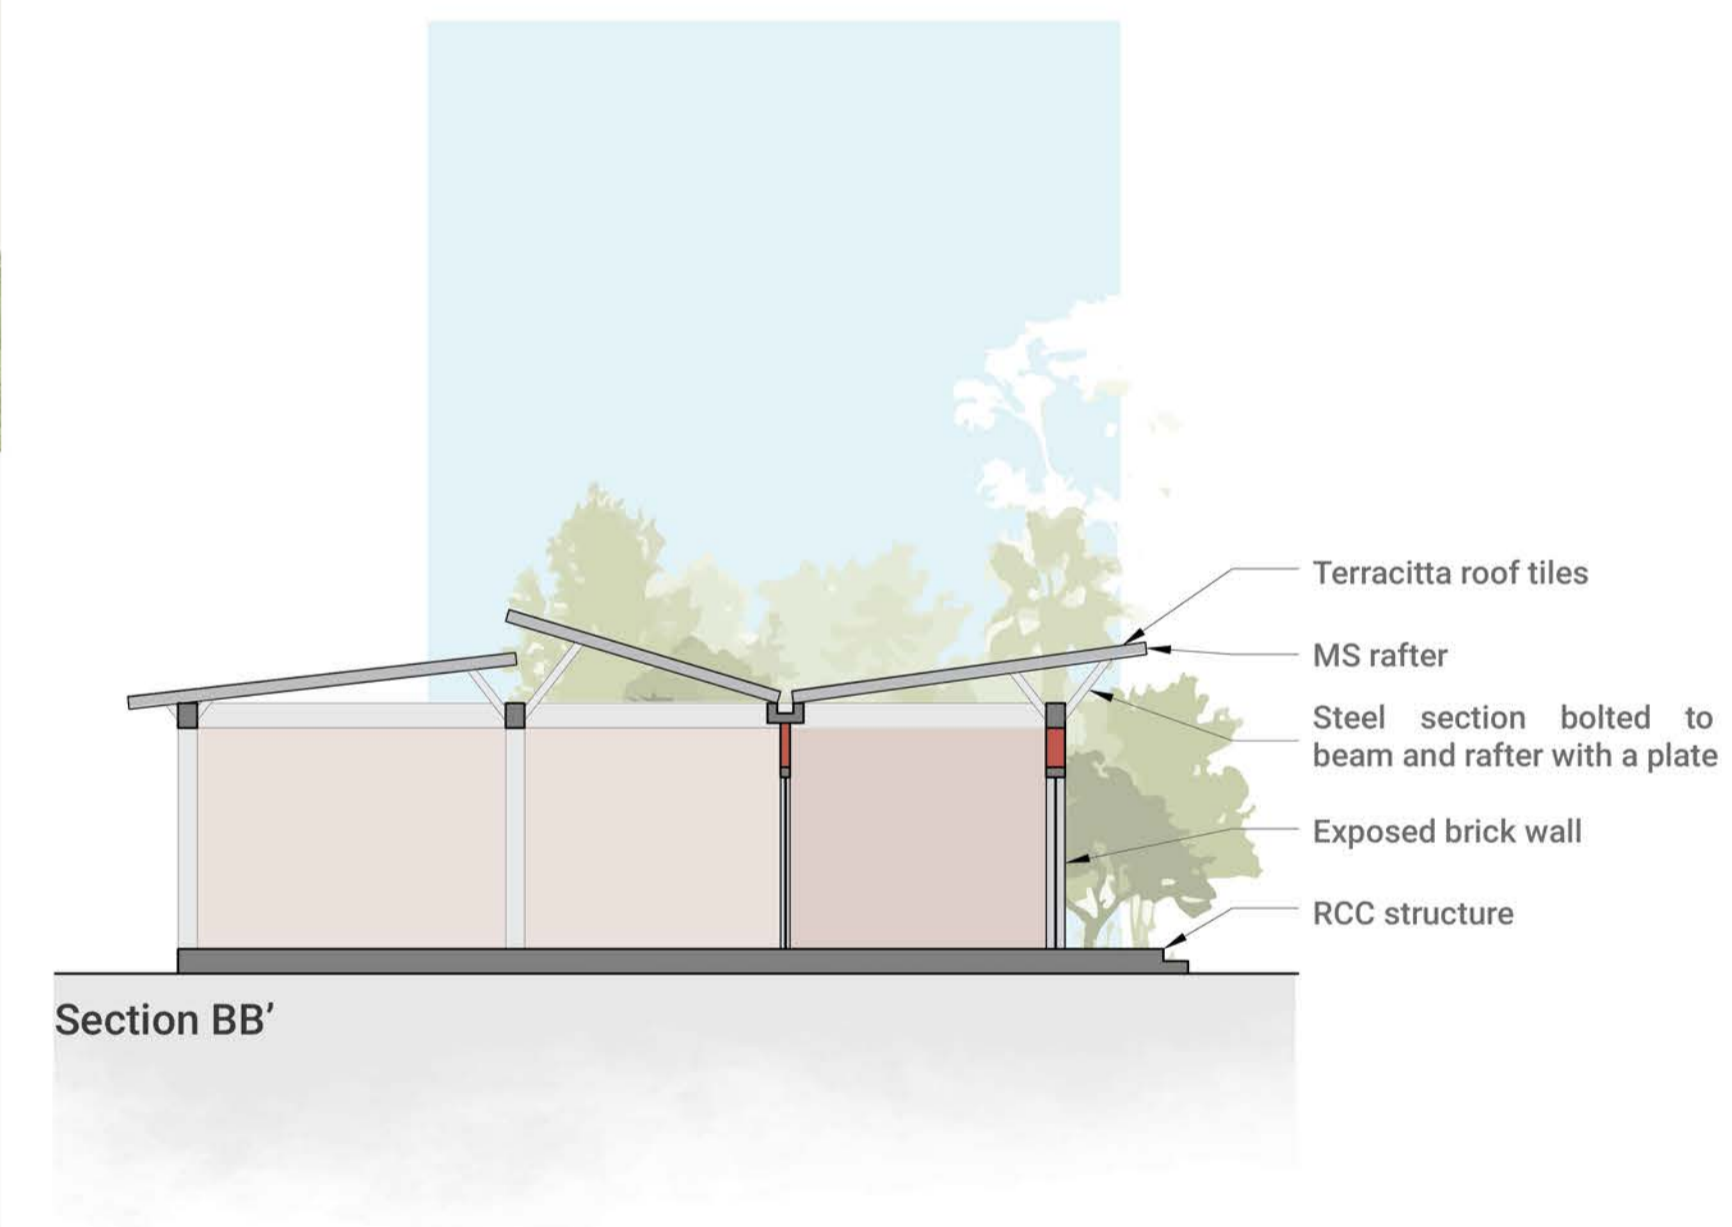 Terracitta roof tiles
MS rafter
Steel section bolted to
beam and rafter with a plate
Exposed brick wall
RCC structure
Section BB’